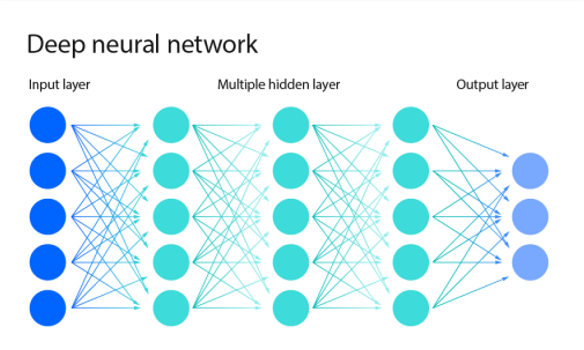 Deep neural network
Input layer
Multiple hidden layer
Output layer